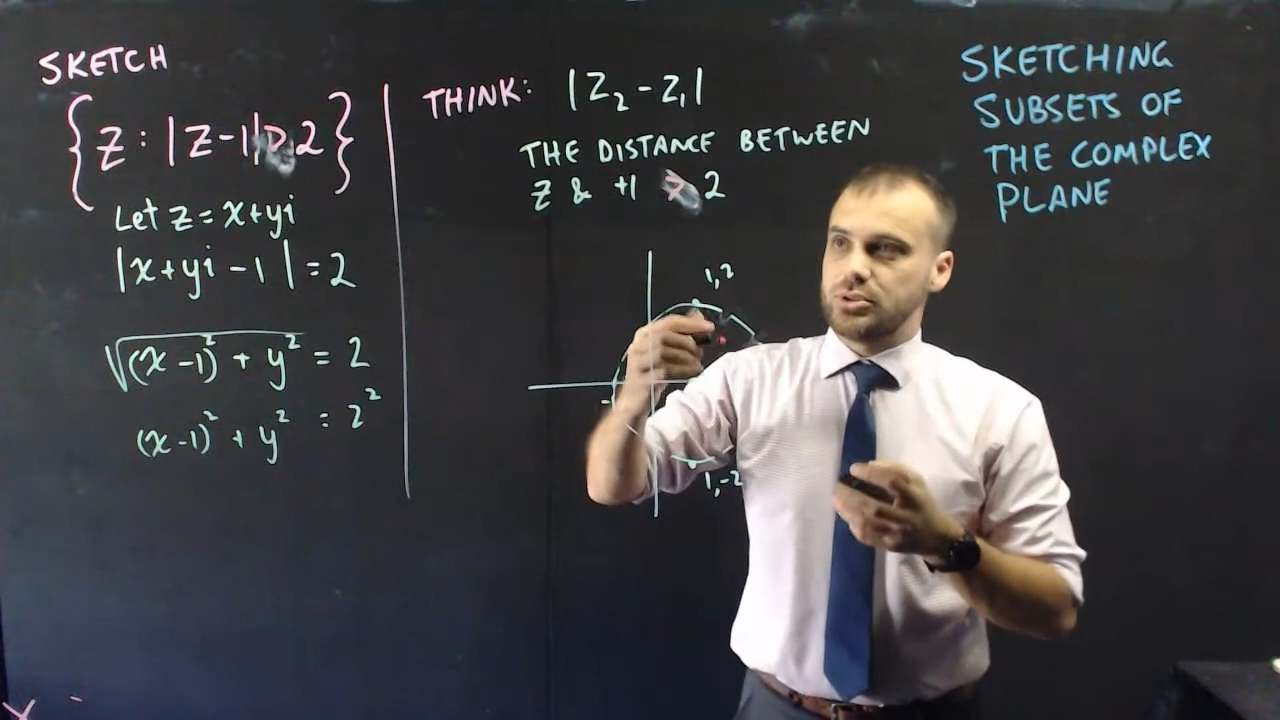 SKETCH
{z : |z-1| > 2}
Let z = x+yi
|x+yi - 1| = 2
√(x-1)² + y² = 2
(x-1)² + y² = 2²
THINK: |z₂ - z₁|
THE DISTANCE BETWEEN
z & +1 > 2
1,2
1,-2
SKETCHING
SUBSETS OF
THE COMPLEX
PLANE